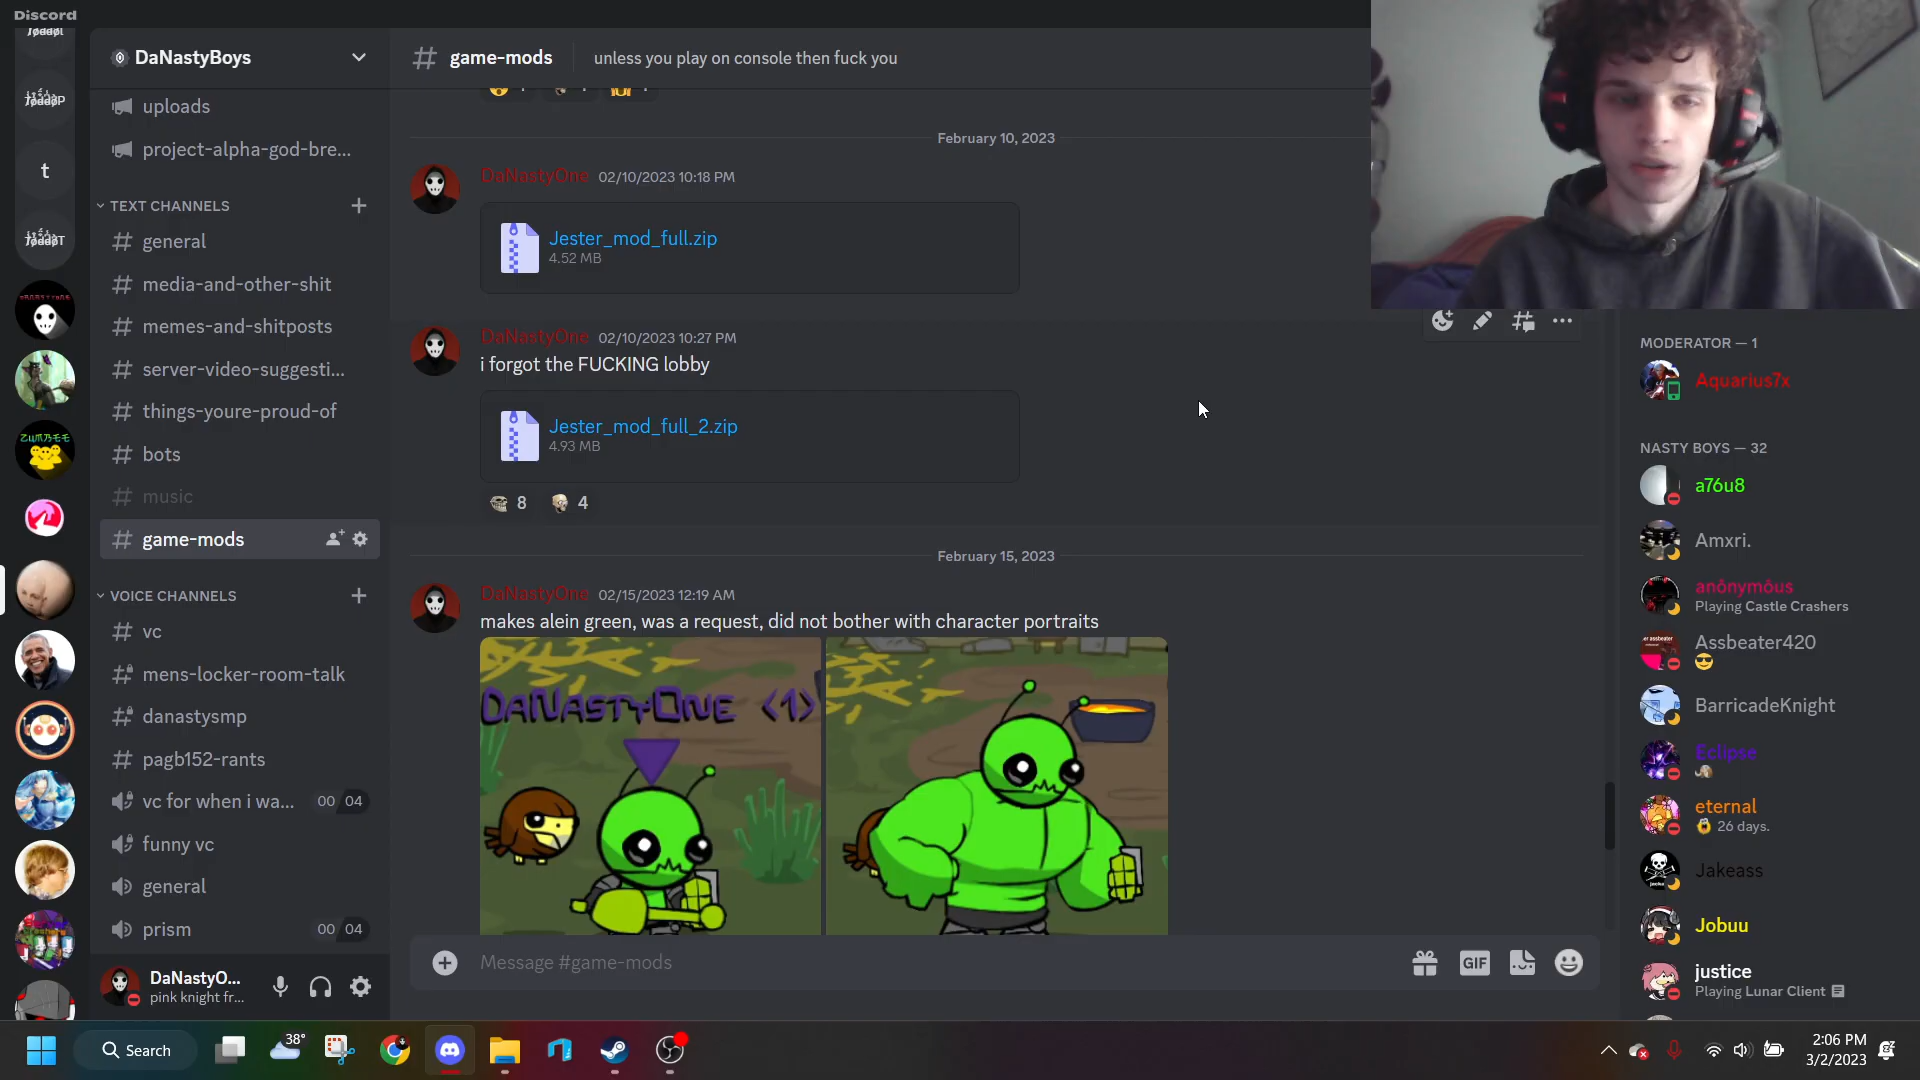 Discord
DaNastyBoys
uploads
project-alpha-god-bre...
TEXT CHANNELS
general
media-and-other-shit
memes-and-shitposts
server-video-suggesti...
things-youre-proud-of
bots
music
game-mods
VOICE CHANNELS
vc
mens-locker-room-talk
danastysmp
pagb152-rants
vc for when i wa... 00 04
funny vc
general
prism 00 04
DaNastyO...
pink knight fr...
t
game-mods
unless you play on console then fuck you
February 10, 2023
DaNastyOne 02/10/2023 10:18 PM
Jester_mod_full.zip
4.52 MB
DaNastyOne 02/10/2023 10:27 PM
i forgot the FUCKING lobby
Jester_mod_full_2.zip
4.93 MB
8 4
February 15, 2023
DaNastyOne 02/15/2023 12:19 AM
makes alein green, was a request, did not bother with character portraits
DANASTYONE <1>
Message #game-mods
GIF
MODERATOR — 1
Aquarius7x
NASTY BOYS — 32
a76u8
Amxri.
anônymôus
Playing Castle Crashers
Assbeater420
BarricadeKnight
Eclipse
eternal
26 days.
Jakeass
Jobuu
justice
Playing Lunar Client
Search
38°
2:06 PM
3/2/2023